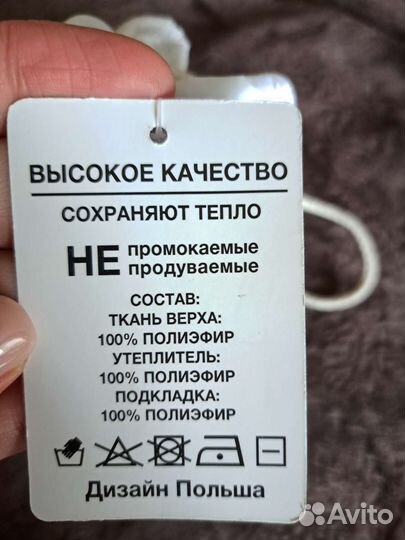 ВЫСОКОЕ КАЧЕСТВО
СОХРАНЯЮТ ТЕПЛО
НЕ промокаемые
продуваемые
СОСТАВ:
ТКАНЬ ВЕРХА:
100% ПОЛИЭФИР
УТЕПЛИТЕЛЬ:
100% ПОЛИЭФИР
ПОДКЛАДКА:
100% ПОЛИЭФИР
Дизайн Польша
Avito